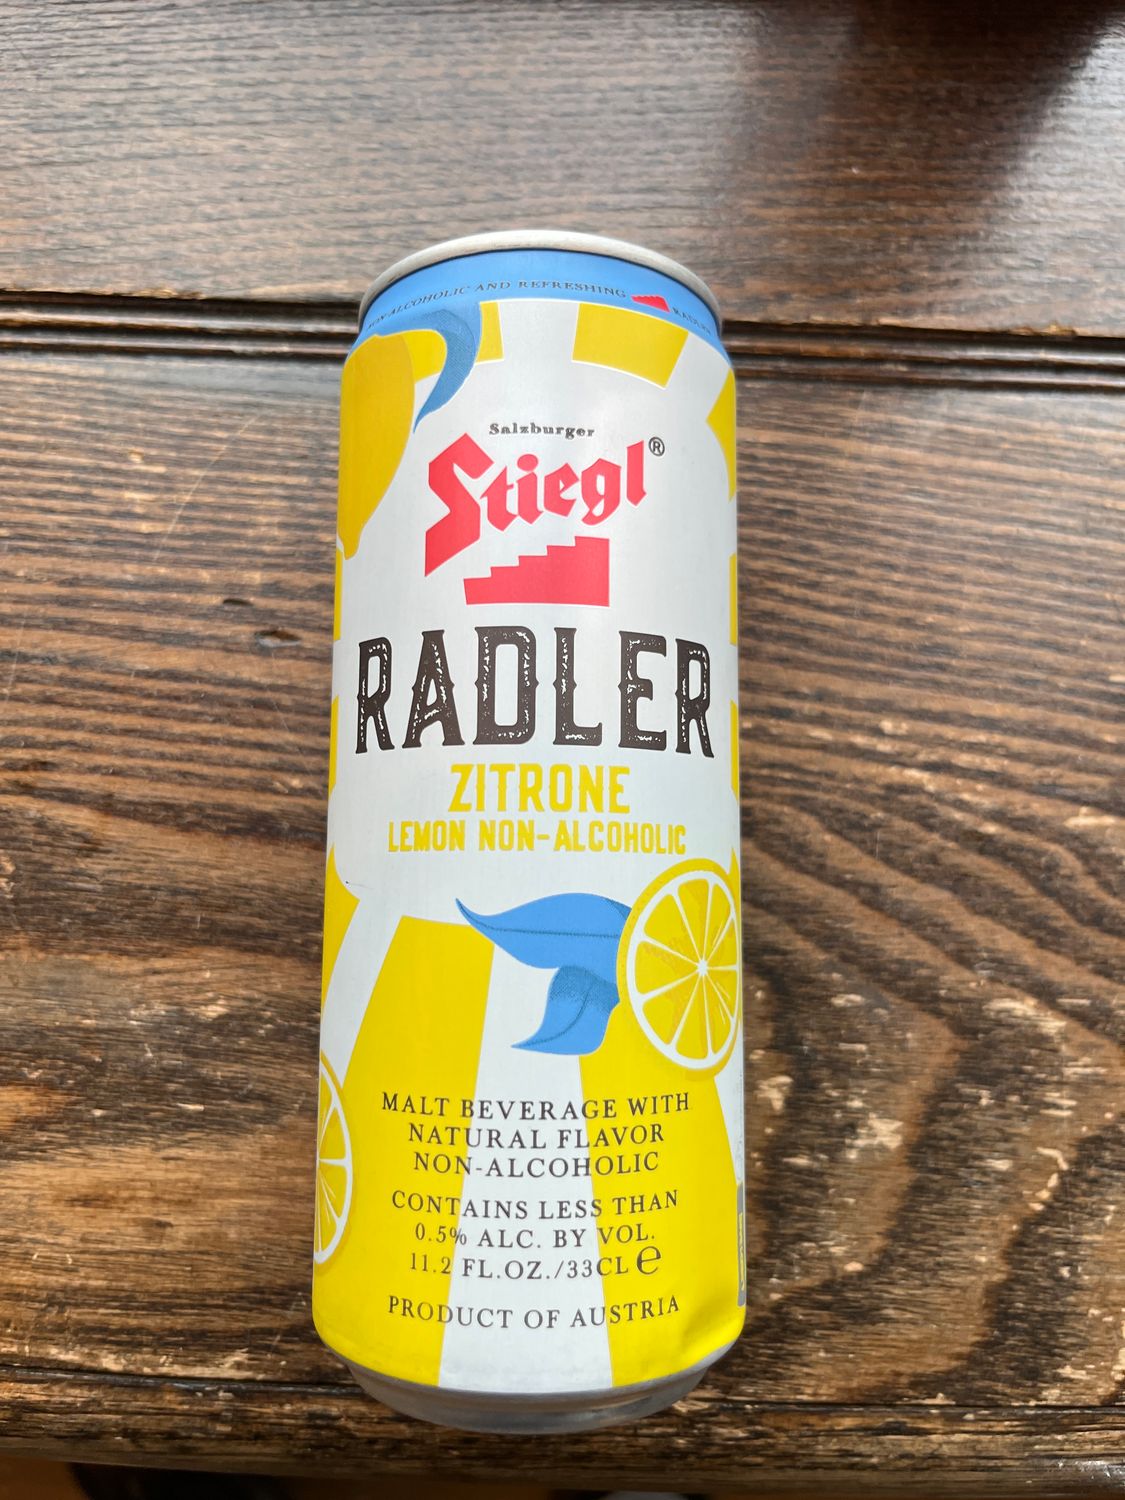 NON-ALCOHOLIC AND REFRESHING RADLER
Salzburger
Stiegl®
RADLER
ZITRONE
LEMON NON-ALCOHOLIC
MALT BEVERAGE WITH
NATURAL FLAVOR
NON-ALCOHOLIC
CONTAINS LESS THAN
0.5% ALC. BY VOL.
11.2 FL.OZ./33CL ℮
PRODUCT OF AUSTRIA